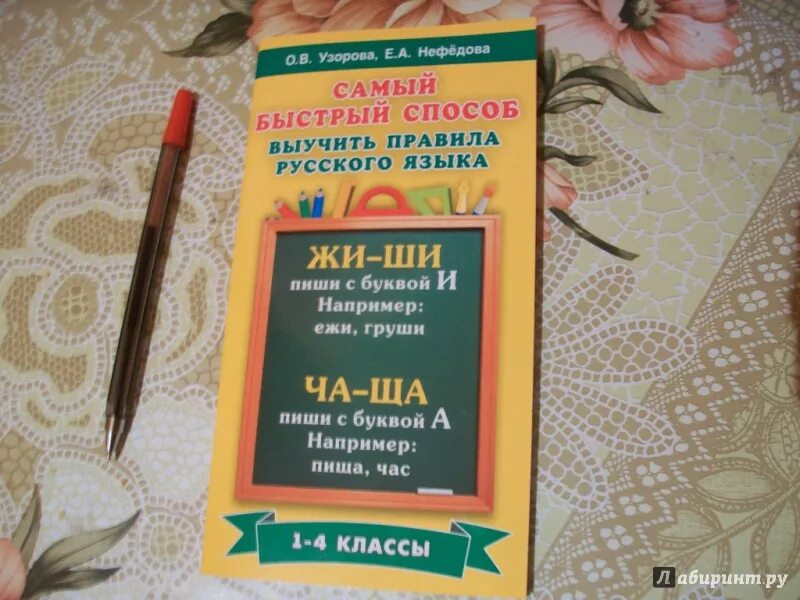 О.В. Узорова, Е.А. Нефёдова
САМЫЙ
БЫСТРЫЙ СПОСОБ
ВЫУЧИТЬ ПРАВИЛА
РУССКОГО ЯЗЫКА
ЖИ–ШИ
пиши с буквой И
Например:
ежи, груши
ЧА–ЩА
пиши с буквой А
Например:
пища, час
1-4 КЛАССЫ
Лабиринт.ру